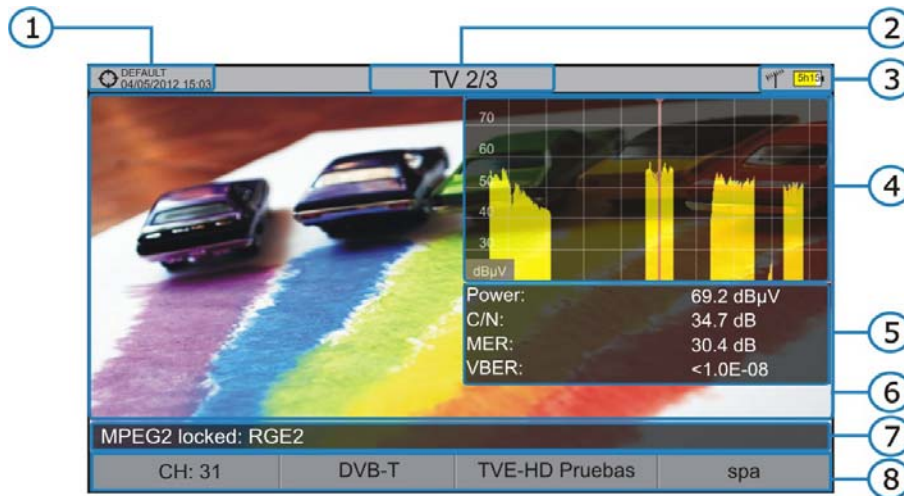 1
2
3
4
5
6
7
8
DEFAULT
04/05/2012 15:03
TV 2/3
5h15
70
60
50
40
30
dBµV
Power: 69.2 dBµV
C/N: 34.7 dB
MER: 30.4 dB
VBER: <1.0E-08
MPEG2 locked: RGE2
CH: 31 DVB-T TVE-HD Pruebas spa